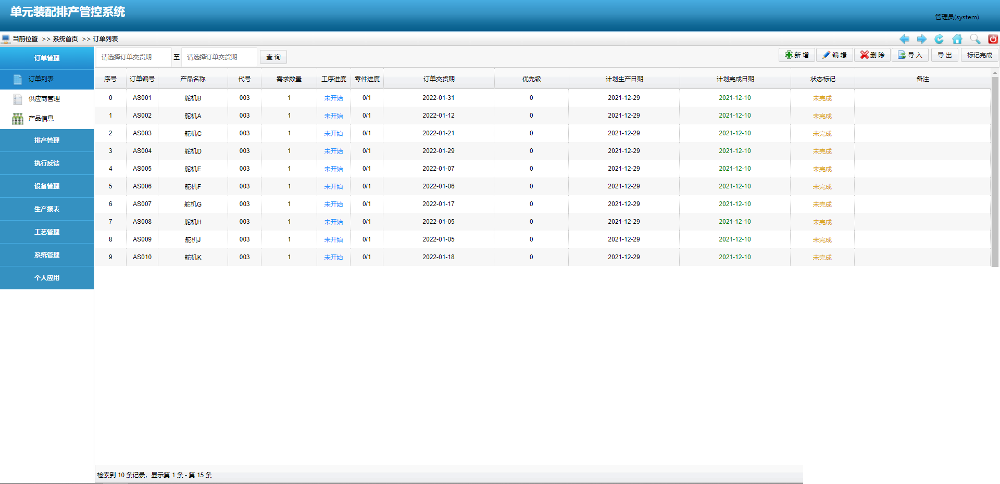 单元装配排产管控系统
管理员(system)
当前位置 >> 系统首页 >> 订单列表
订单管理
订单列表
供应商管理
产品信息
排产管理
执行反馈
设备管理
生产报表
工艺管理
系统管理
个人应用
请选择订单交货期 至 请选择订单交货期 查 询 新 增 编 辑 删 除 导 入 导 出 标记完成
序号 订单编号 产品名称 代号 需求数量 工序进度 零件进度 订单交货期 优先级 计划生产日期 计划完成日期 状态标记 备注
0 AS001 舵机B 003 1 未开始 0/1 2022-01-31 0 2021-12-29 2021-12-10 未完成
1 AS002 舵机A 003 1 未开始 0/1 2022-01-12 0 2021-12-29 2021-12-10 未完成
2 AS003 舵机C 003 1 未开始 0/1 2022-01-21 0 2021-12-29 2021-12-10 未完成
3 AS004 舵机D 003 1 未开始 0/1 2022-01-29 0 2021-12-29 2021-12-10 未完成
4 AS005 舵机E 003 1 未开始 0/1 2022-01-07 0 2021-12-29 2021-12-10 未完成
5 AS006 舵机F 003 1 未开始 0/1 2022-01-06 0 2021-12-29 2021-12-10 未完成
6 AS007 舵机G 003 1 未开始 0/1 2022-01-17 0 2021-12-29 2021-12-10 未完成
7 AS008 舵机H 003 1 未开始 0/1 2022-01-05 0 2021-12-29 2021-12-10 未完成
8 AS009 舵机J 003 1 未开始 0/1 2022-01-05 0 2021-12-29 2021-12-10 未完成
9 AS010 舵机K 003 1 未开始 0/1 2022-01-18 0 2021-12-29 2021-12-10 未完成
检索到 10 条记录，显示第 1 条 - 第 15 条